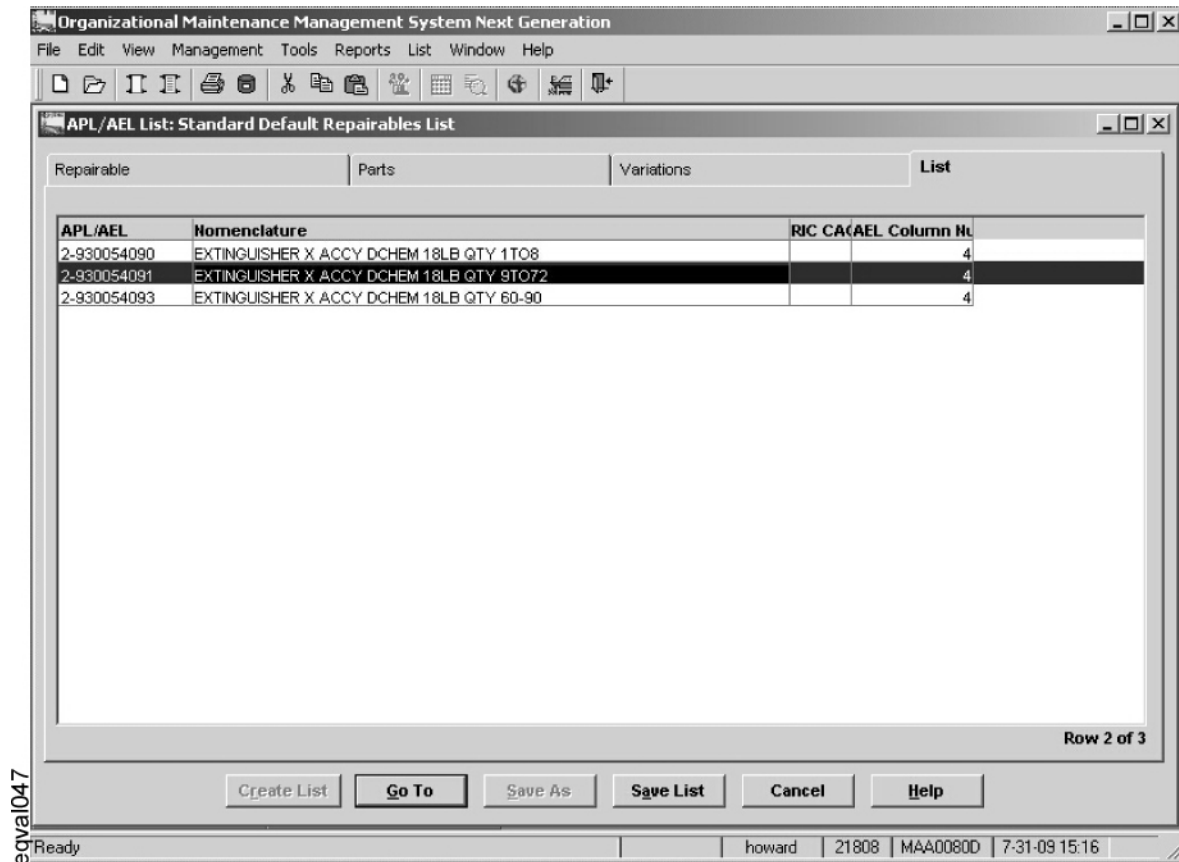 Organizational Maintenance Management System Next Generation
File Edit View Management Tools Reports List Window Help
APL/AEL List: Standard Default Repairables List
Repairable Parts Variations List
APL/AEL Nomenclature RIC CA( AEL Column Nu
2-930054090 EXTINGUISHER X ACCY DCHEM 18LB QTY 1TO8 4
2-930054091 EXTINGUISHER X ACCY DCHEM 18LB QTY 9TO72 4
2-930054093 EXTINGUISHER X ACCY DCHEM 18LB QTY 60-90 4
Row 2 of 3
Create List Go To Save As Save List Cancel Help
Ready howard 21808 MAA0080D 7-31-09 15:16
eqval047